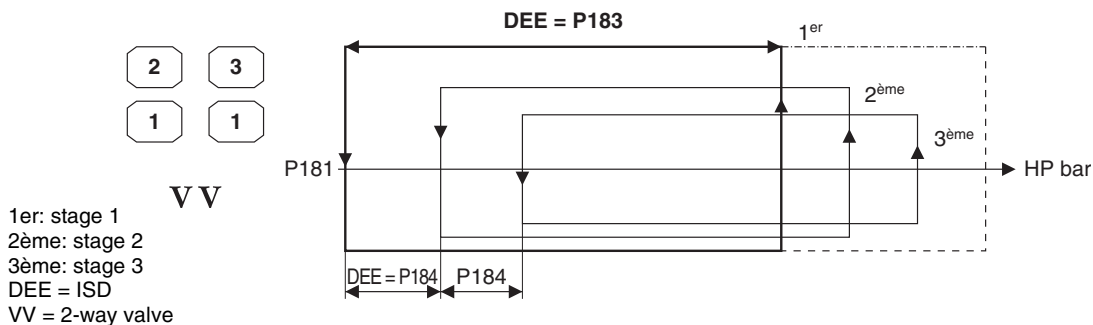 DEE = P183
1er
2 3
2ème
1 1
3ème
P181
HP bar
VV
1er: stage 1
2ème: stage 2
3ème: stage 3
DEE = ISD
VV = 2-way valve
DEE = P184 P184